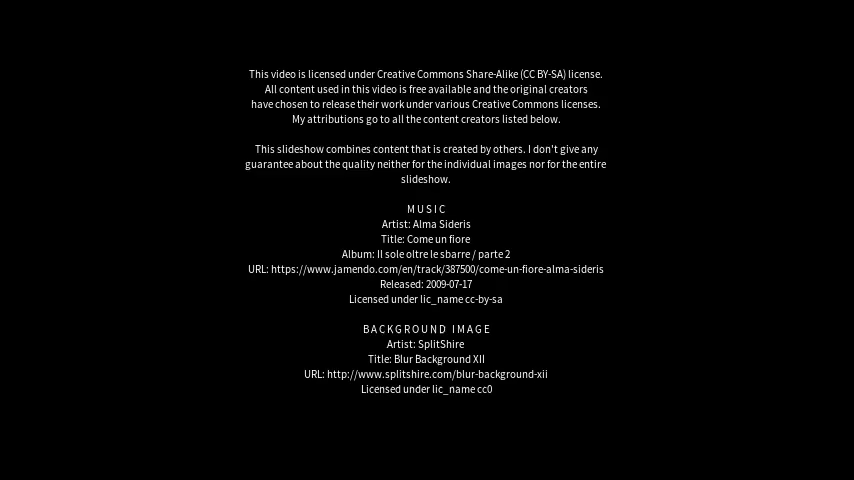 This video is licensed under Creative Commons Share-Alike (CC BY-SA) license.
All content used in this video is free available and the original creators
have chosen to release their work under various Creative Commons licenses.
My attributions go to all the content creators listed below.
This slideshow combines content that is created by others. I don't give any
guarantee about the quality neither for the individual images nor for the entire
slideshow.
MUSIC
Artist: Alma Sideris
Title: Come un fiore
Album: Il sole oltre le sbarre / parte 2
URL: https://www.jamendo.com/en/track/387500/come-un-fiore-alma-sideris
Released: 2009-07-17
Licensed under lic_name cc-by-sa
BACKGROUND IMAGE
Artist: SplitShire
Title: Blur Background XII
URL: http://www.splitshire.com/blur-background-xii
Licensed under lic_name cc0